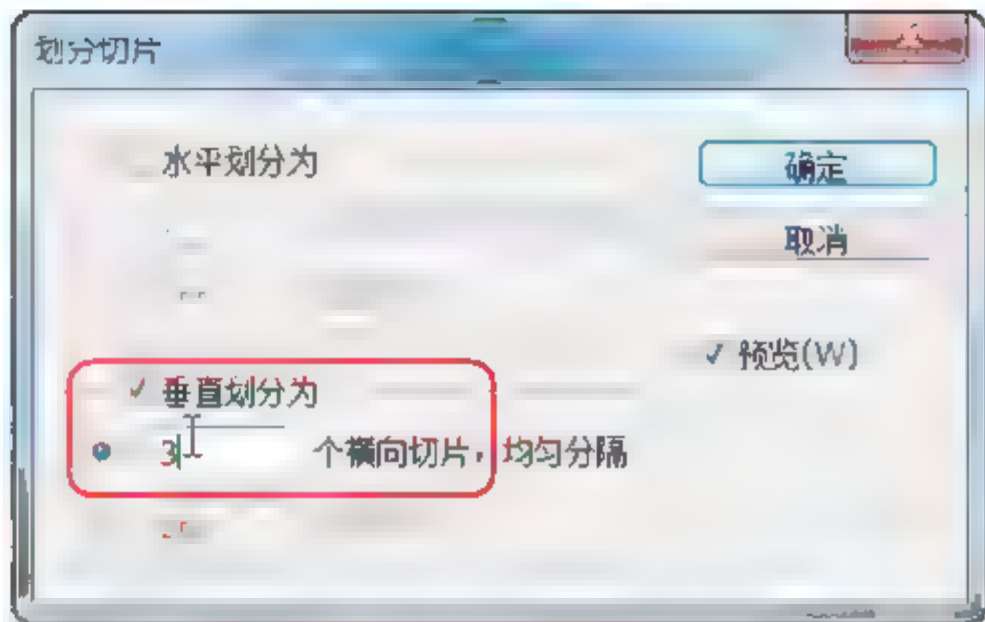 划分切片
水平划分为
确定
取消
预览(W)
垂直划分为
3 个横向切片，均匀分隔